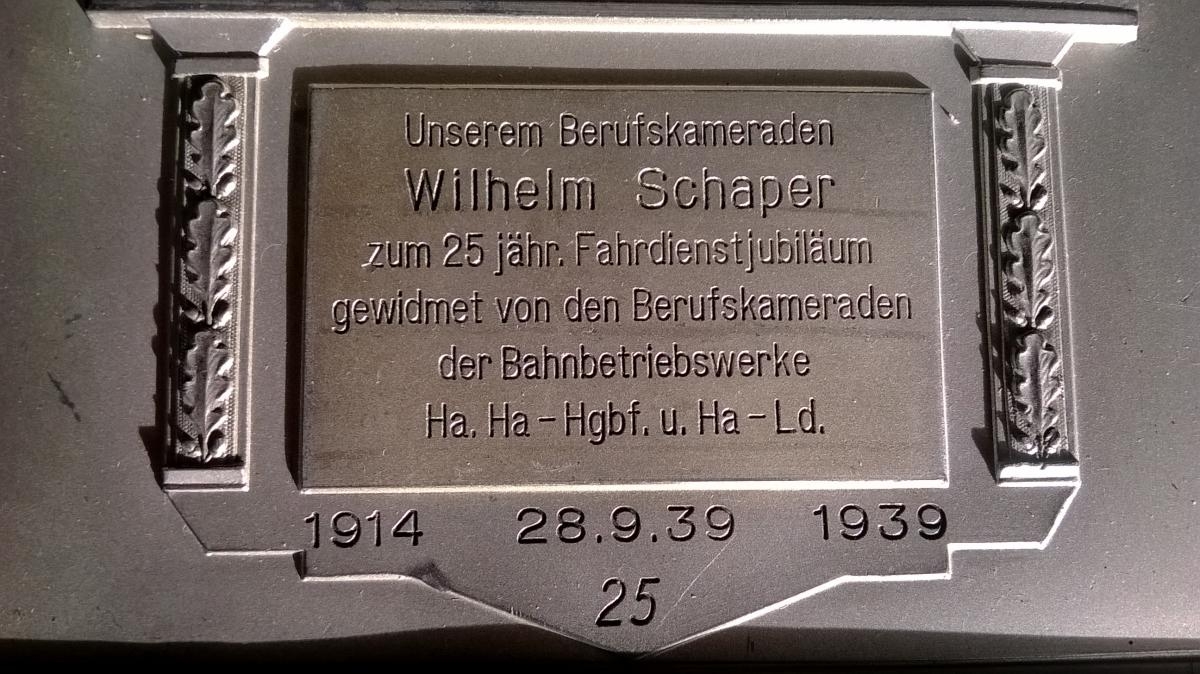 Unserem Berufskameraden
Wilhelm Schaper
zum 25 jähr. Fahrdienstjubiläum
gewidmet von den Berufskameraden
der Bahnbetriebswerke
Ha. Ha-Hgbf. u. Ha-Ld.
1914 28.9.39 1939
25